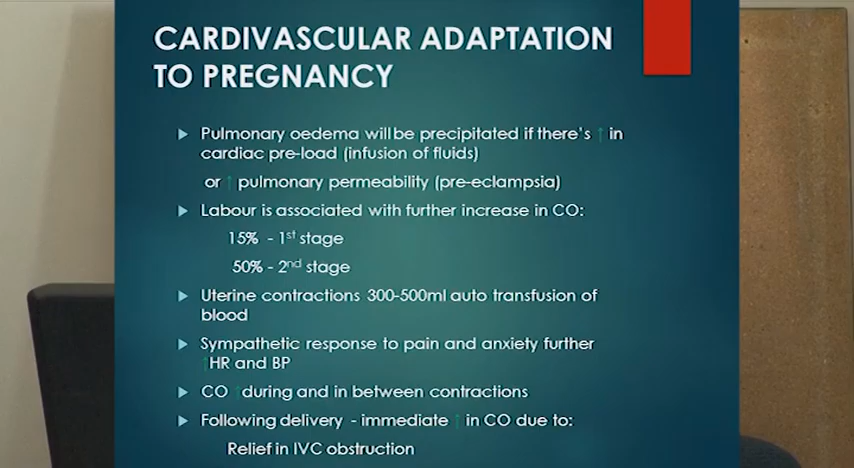 CARDIVASCULAR ADAPTATION
TO PREGNANCY
▶ Pulmonary oedema will be precipitated if there's ↑ in
cardiac pre-load (infusion of fluids)
or ↑ pulmonary permeability (pre-eclampsia)
▶ Labour is associated with further increase in CO:
15% - 1st stage
50% - 2nd stage
▶ Uterine contractions 300-500ml auto transfusion of
blood
▶ Sympathetic response to pain and anxiety further
↑HR and BP
▶ CO ↑during and in between contractions
▶ Following delivery - immediate ↑ in CO due to:
Relief in IVC obstruction